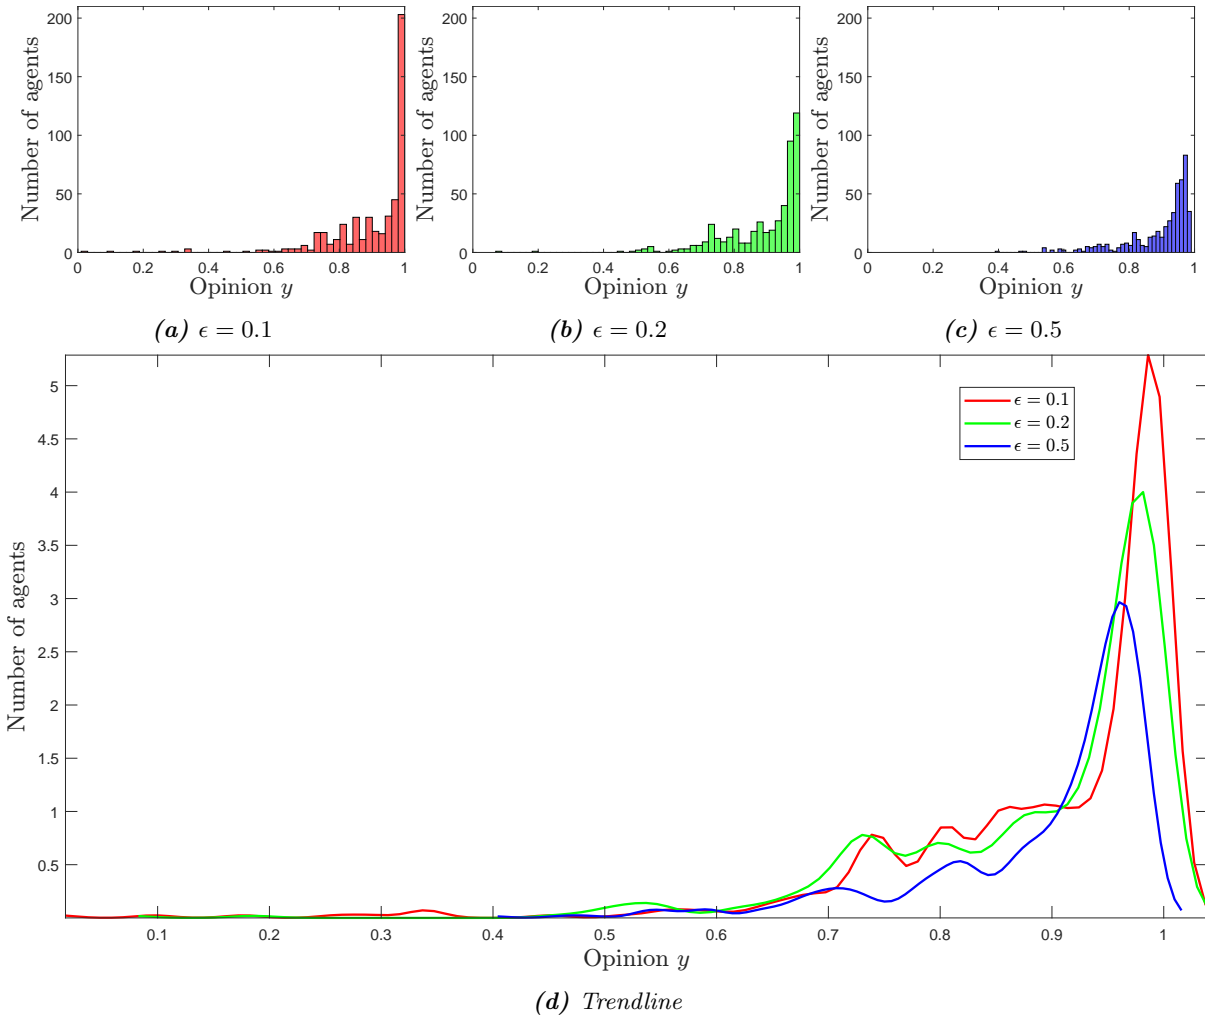 Number of agents
200
150
100
50
0
0 0.2 0.4 0.6 0.8 1
Opinion y
(a) ϵ = 0.1
Number of agents
200
150
100
50
0
0 0.2 0.4 0.6 0.8 1
Opinion y
(b) ϵ = 0.2
Number of agents
200
150
100
50
0
0 0.2 0.4 0.6 0.8 1
Opinion y
(c) ϵ = 0.5
Number of agents
5
4.5
4
3.5
3
2.5
2
1.5
1
0.5
ϵ = 0.1
ϵ = 0.2
ϵ = 0.5
0.1 0.2 0.3 0.4 0.5 0.6 0.7 0.8 0.9 1
Opinion y
(d) Trendline